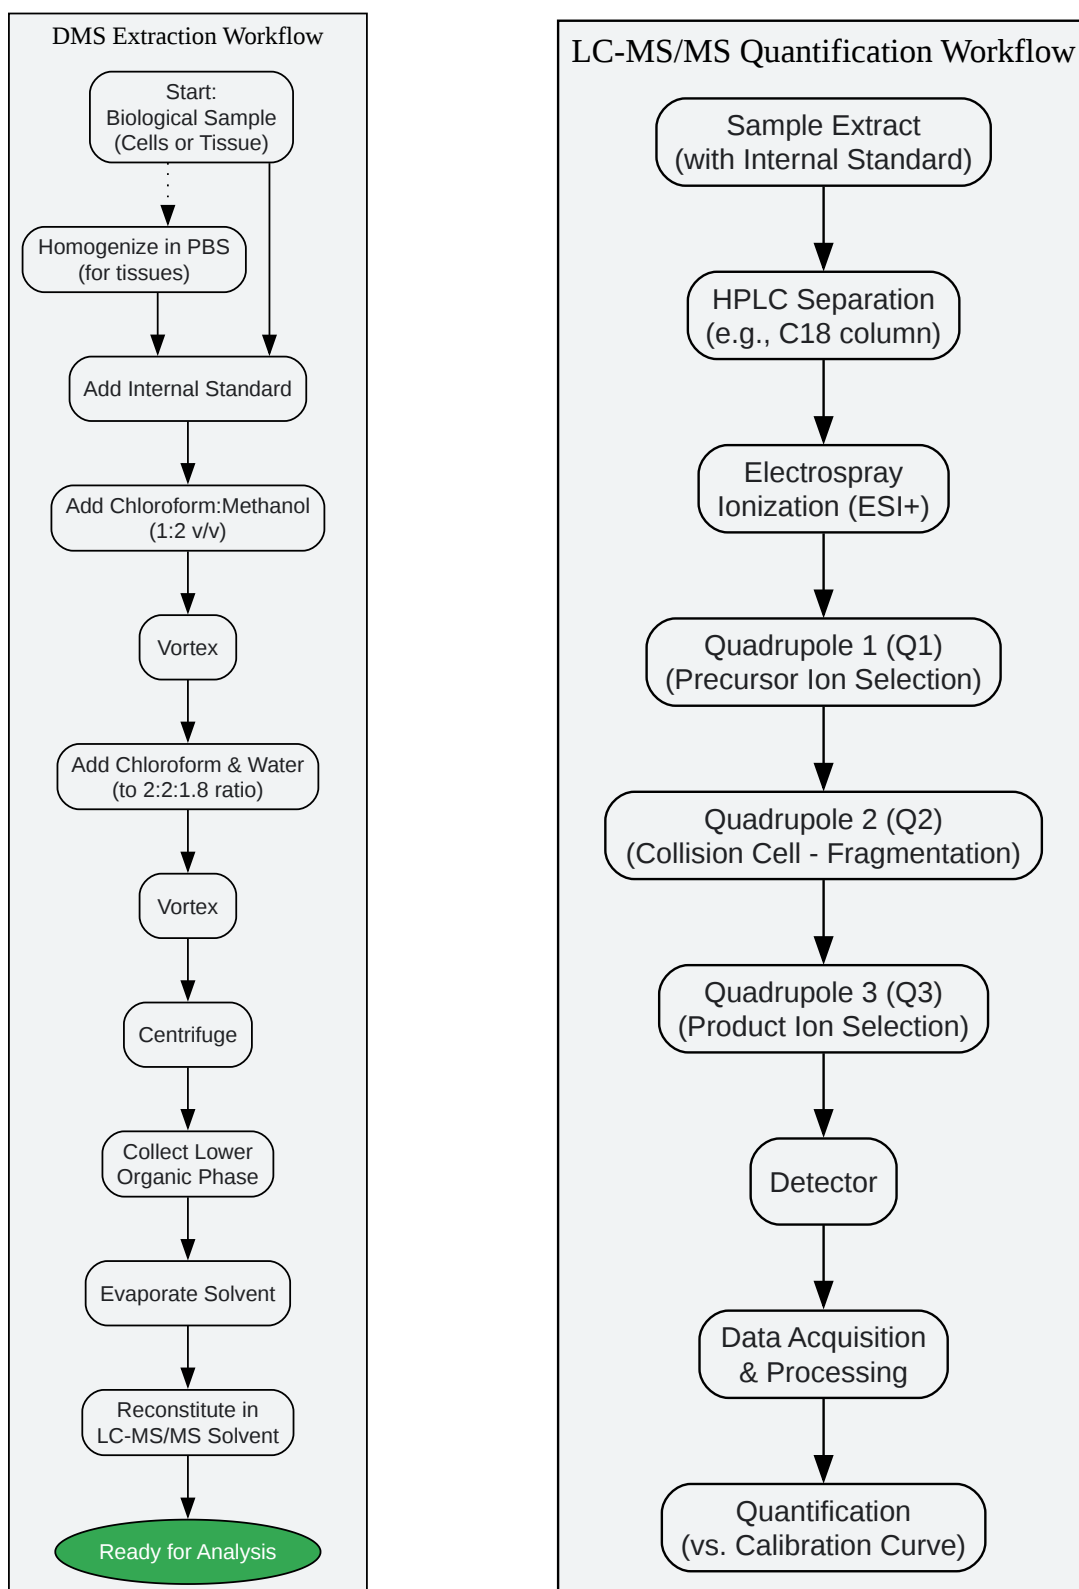 DMS Extraction Workflow
Start:
Biological Sample
(Cells or Tissue)
Homogenize in PBS
(for tissues)
Add Internal Standard
Add Chloroform:Methanol
(1:2 v/v)
Vortex
Add Chloroform & Water
(to 2:2:1.8 ratio)
Vortex
Centrifuge
Collect Lower
Organic Phase
Evaporate Solvent
Reconstitute in
LC-MS/MS Solvent
Ready for Analysis
LC-MS/MS Quantification Workflow
Sample Extract
(with Internal Standard)
HPLC Separation
(e.g., C18 column)
Electrospray
Ionization (ESI+)
Quadrupole 1 (Q1)
(Precursor Ion Selection)
Quadrupole 2 (Q2)
(Collision Cell - Fragmentation)
Quadrupole 3 (Q3)
(Product Ion Selection)
Detector
Data Acquisition
& Processing
Quantification
(vs. Calibration Curve)